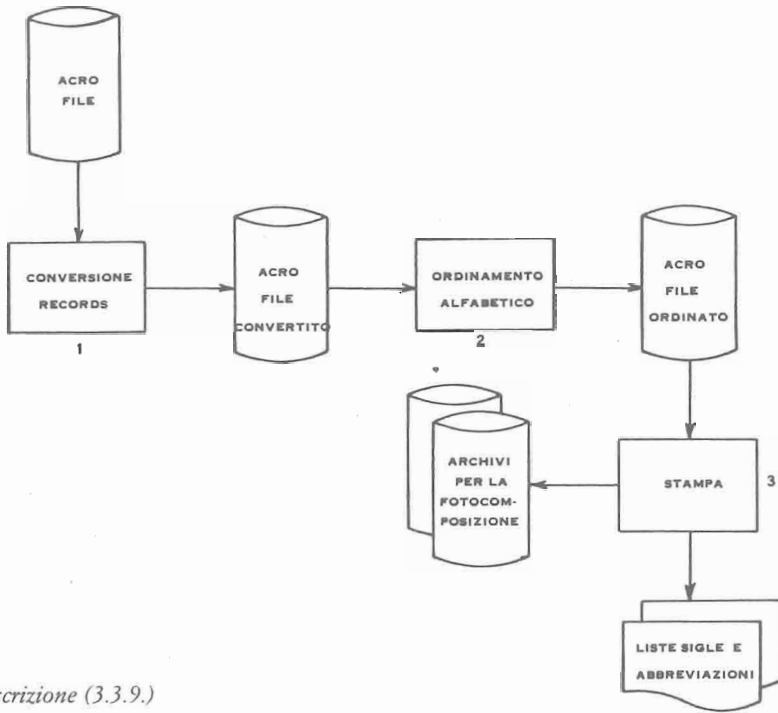 ACRO
FILE
CONVERSIONE
RECORDS
1
ACRO
FILE
CONVERTITO
ORDINAMENTO
ALFABETICO
2
ACRO
FILE
ORDINATO
ARCHIVI
PER LA
FOTOCOM-
POSIZIONE
STAMPA
3
LISTE SIGLE E
ABBREVIAZIONI
crizione (3.3.9.)